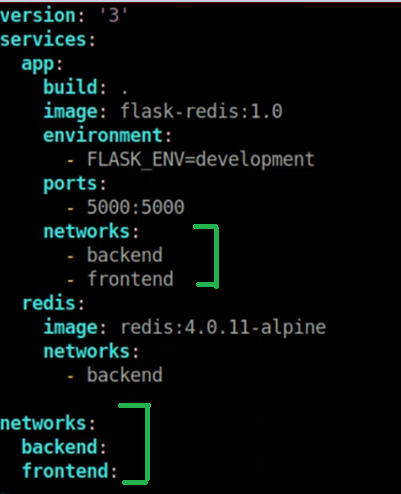 version: '3'
services:
  app:
    build: .
    image: flask-redis:1.0
    environment:
      - FLASK_ENV=development
    ports:
      - 5000:5000
    networks:
      - backend
      - frontend
  redis:
    image: redis:4.0.11-alpine
    networks:
      - backend

networks:
  backend:
  frontend: